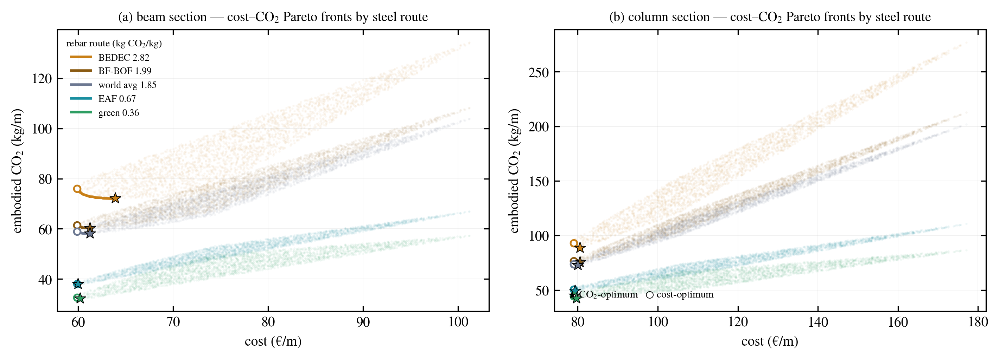 (a) beam section — cost–CO₂ Pareto fronts by steel route
rebar route (kg CO₂/kg)
BEDEC 2.82
BF-BOF 1.99
world avg 1.85
EAF 0.67
green 0.36
embodied CO₂ (kg/m)
120
100
80
60
40
60 70 80 90 100
cost (€/m)
(b) column section — cost–CO₂ Pareto fronts by steel route
embodied CO₂ (kg/m)
250
200
150
100
50
CO₂-optimum cost-optimum
80 100 120 140 160 180
cost (€/m)